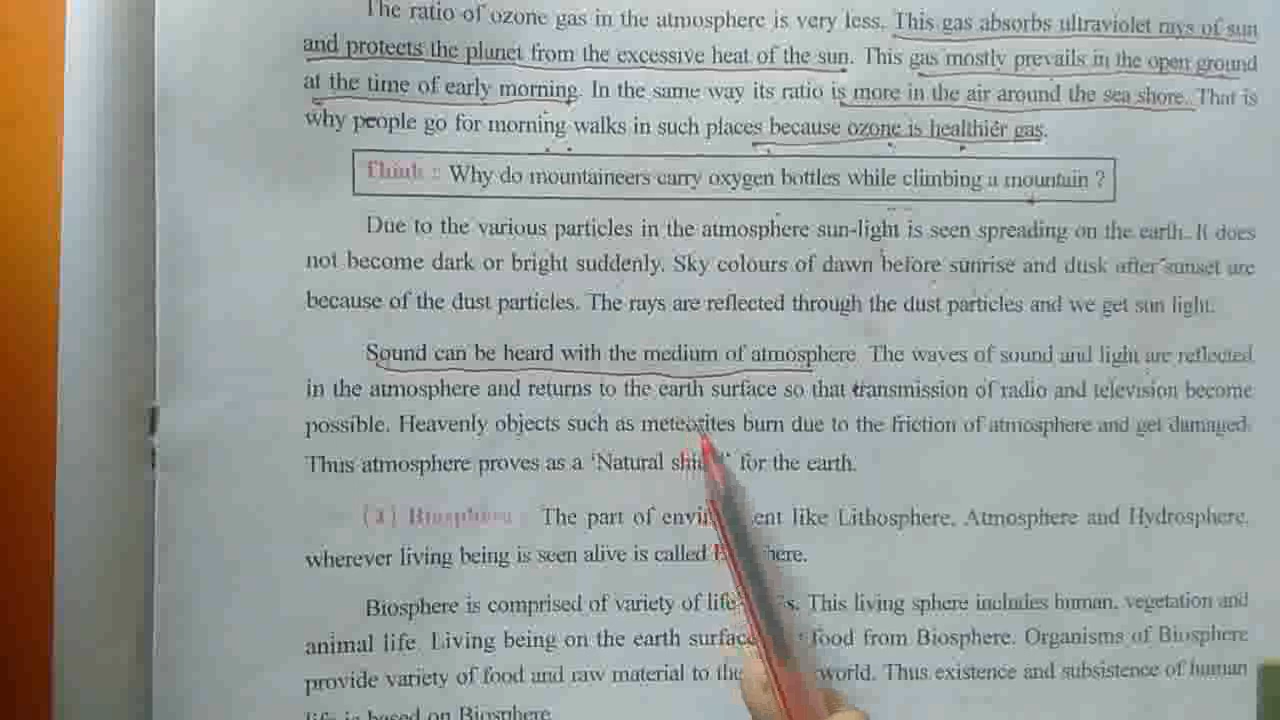 The ratio of ozone gas in the atmosphere is very less. This gas absorbs ultraviolet rays of sun
and protects the planet from the excessive heat of the sun. This gas mostly prevails in the open ground
at the time of early morning. In the same way its ratio is more in the air around the sea shore. That is
why people go for morning walks in such places because ozone is healthier gas.
Think : Why do mountaineers carry oxygen bottles while climbing a mountain ?
Due to the various particles in the atmosphere sun-light is seen spreading on the earth. It does
not become dark or bright suddenly. Sky colours of dawn before sunrise and dusk after sunset are
because of the dust particles. The rays are reflected through the dust particles and we get sun light.
Sound can be heard with the medium of atmosphere. The waves of sound and light are reflected
in the atmosphere and returns to the earth surface so that transmission of radio and television become
possible. Heavenly objects such as meteorites burn due to the friction of atmosphere and get damaged.
Thus atmosphere proves as a 'Natural for the earth.
Biosphere : The part of like Lithosphere, Atmosphere and Hydrosphere,
wherever living being is seen alive is called
Biosphere is comprised of variety of life This living sphere includes human, vegetation and
animal life. Living being on the earth surface food from Biosphere. Organisms of Biosphere
provide variety of food and raw material to the world. Thus existence and subsistence of human
life is based on Biosphere